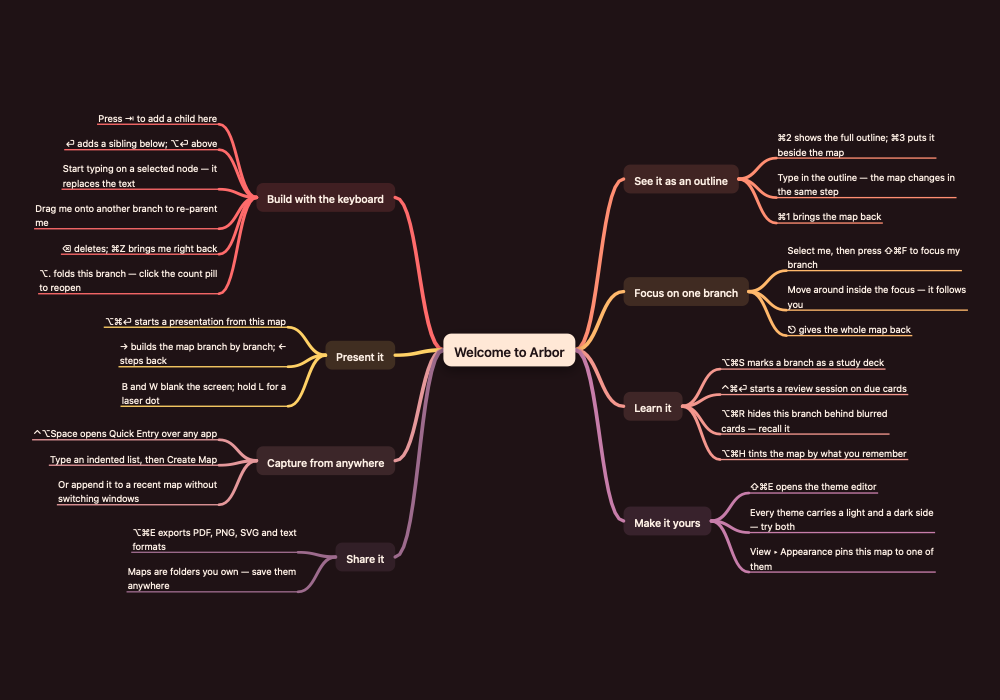 Welcome to Arbor
Build with the keyboard
Press ⇥ to add a child here
⏎ adds a sibling below; ⌥⏎ above
Start typing on a selected node — it
replaces the text
Drag me onto another branch to re-parent
me
⌫ deletes; ⌘Z brings me right back
⌥. folds this branch — click the count pill
to reopen
Present it
⌥⌘⏎ starts a presentation from this map
→ builds the map branch by branch; ←
steps back
B and W blank the screen; hold L for a
laser dot
Capture from anywhere
^⌥Space opens Quick Entry over any app
Type an indented list, then Create Map
Or append it to a recent map without
switching windows
Share it
⌥⌘E exports PDF, PNG, SVG and text
formats
Maps are folders you own — save them
anywhere
See it as an outline
⌘2 shows the full outline; ⌘3 puts it
beside the map
Type in the outline — the map changes in
the same step
⌘1 brings the map back
Focus on one branch
Select me, then press ⇧⌘F to focus my
branch
Move around inside the focus — it follows
you
⎋ gives the whole map back
Learn it
⌥⌘S marks a branch as a study deck
^⌘⏎ starts a review session on due cards
⌥⌘R hides this branch behind blurred
cards — recall it
⌥⌘H tints the map by what you remember
Make it yours
⇧⌘E opens the theme editor
Every theme carries a light and a dark side
— try both
View ▸ Appearance pins this map to one of
them